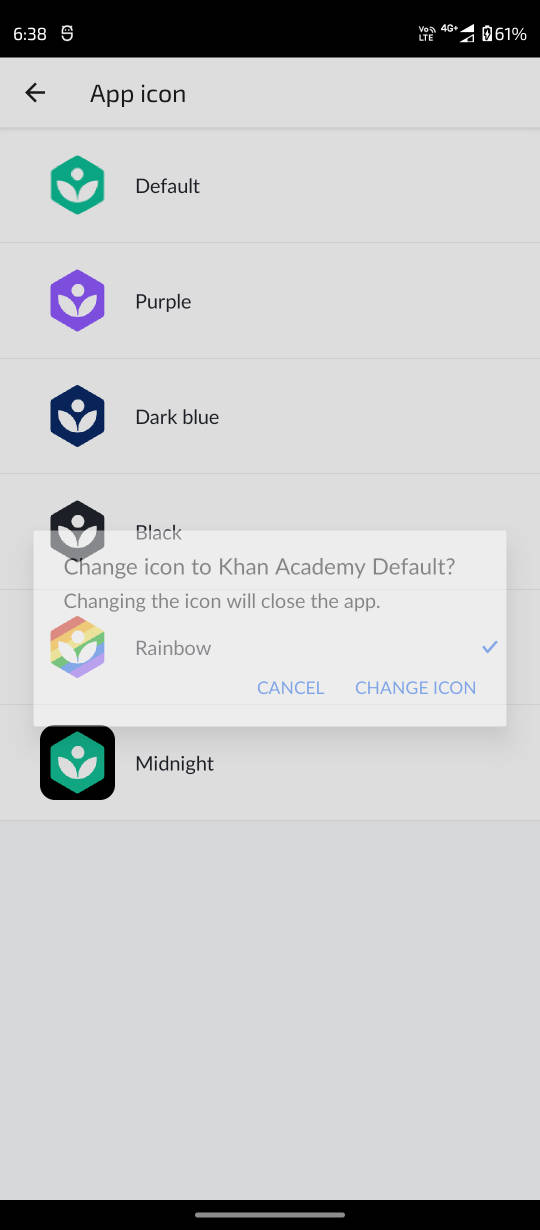 6:38
Vo LTE 4G+ 61%
App icon
Default
Purple
Dark blue
Black
Change icon to Khan Academy Default?
Changing the icon will close the app.
Rainbow
CANCEL CHANGE ICON
Midnight